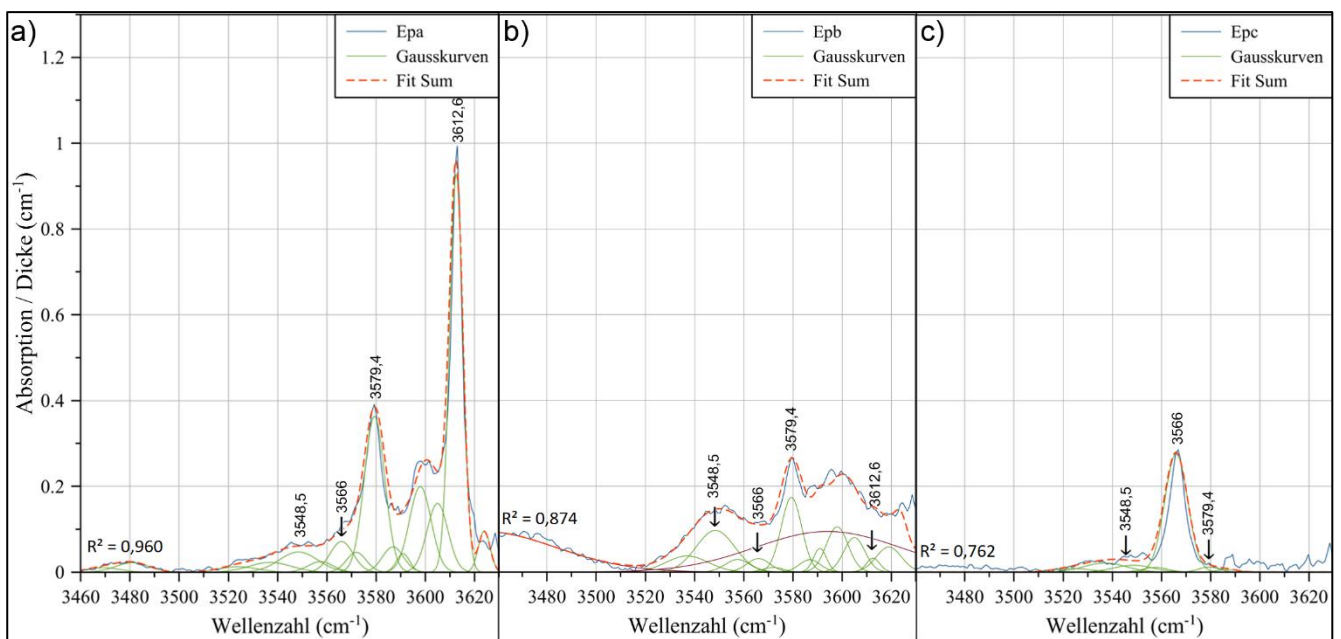 a)
Epa
Gausskurven
Fit Sum
b)
Epb
Gausskurven
Fit Sum
c)
Epc
Gausskurven
Fit Sum
Absorption / Dicke (cm⁻¹)
1.2
1
0.8
0.6
0.4
0.2
0
R² = 0,960
3548,5
3566
3579,4
3612,6
3460 3480 3500 3520 3540 3560 3580 3600 3620
Wellenzahl (cm⁻¹)
R² = 0,874
3548,5
3566
3579,4
3612,6
3480 3500 3520 3540 3560 3580 3600 3620
Wellenzahl (cm⁻¹)
R² = 0,762
3548,5
3566
3579,4
3480 3500 3520 3540 3560 3580 3600 3620
Wellenzahl (cm⁻¹)